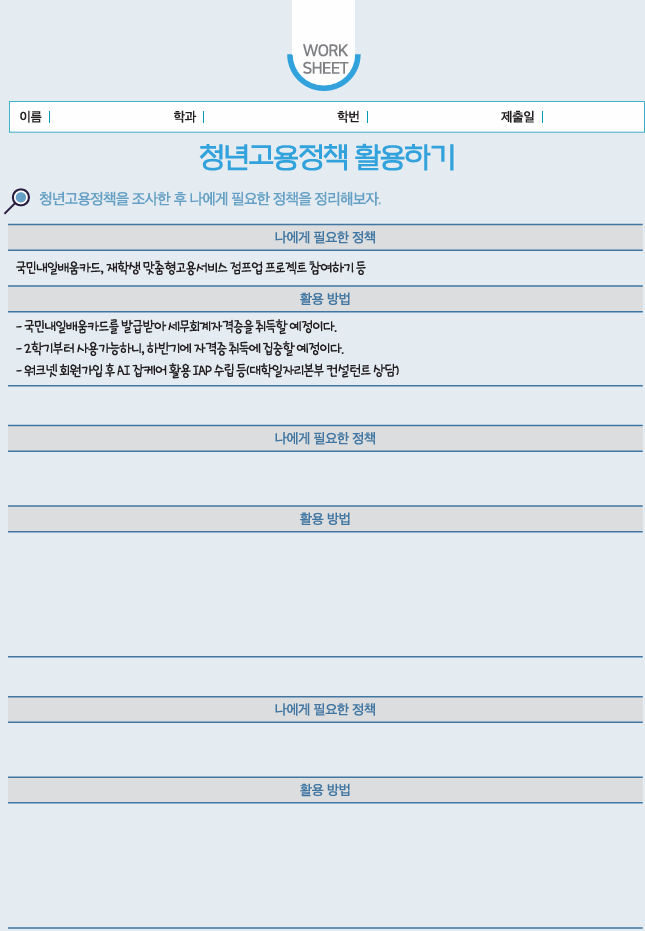 WORK
SHEET
이름 | 학과 | 학번 | 제출일 |
청년고용정책 활용하기
청년고용정책을 조사한 후 나에게 필요한 정책을 정리해보자.
나에게 필요한 정책
국민내일배움카드, 재학생 맞춤형고용서비스 점프업 프로젝트 참여하기 등
활용 방법
- 국민내일배움카드를 발급받아 세무회계자격증을 취득할 예정이다.
- 2학기부터 사용가능하니, 하반기에 자격증 취득에 집중할 예정이다.
- 워크넷 회원가입 후 AI 잡케어 활용 IAP 수립 등(대학일자리본부 컨설턴트 상담)
나에게 필요한 정책
활용 방법
나에게 필요한 정책
활용 방법